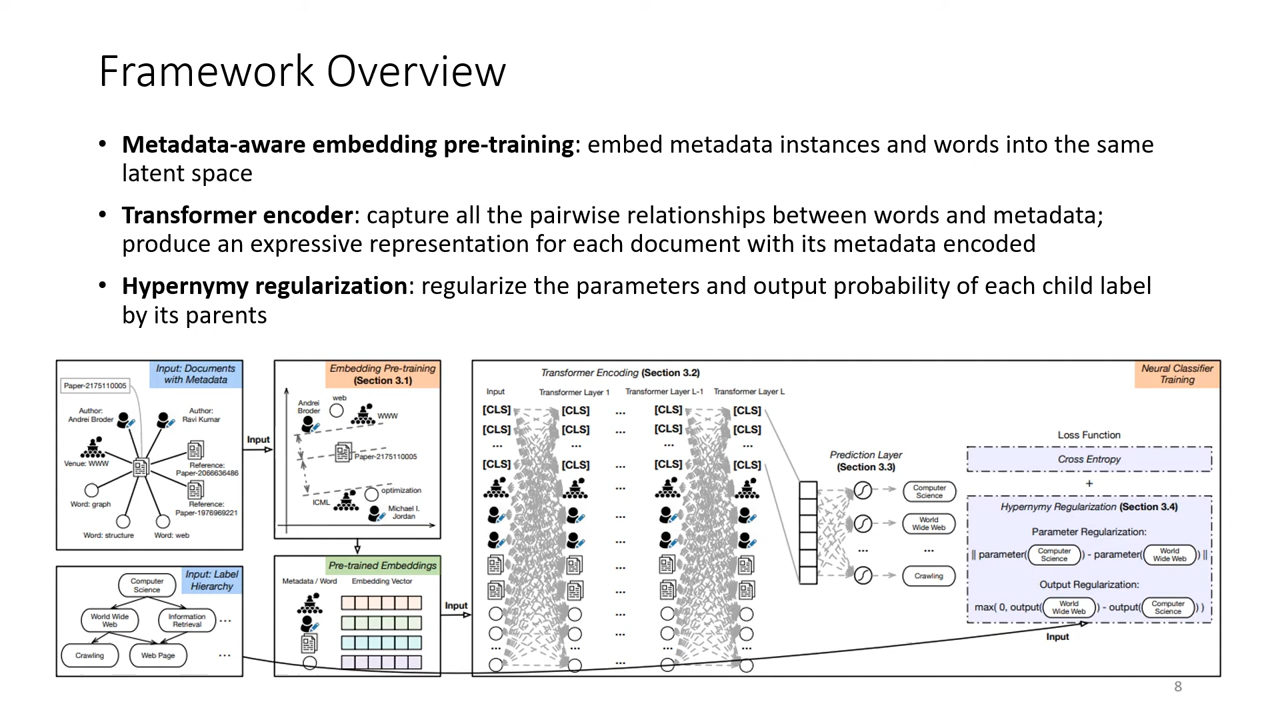 Framework Overview
• Metadata-aware embedding pre-training: embed metadata instances and words into the same
latent space
• Transformer encoder: capture all the pairwise relationships between words and metadata;
produce an expressive representation for each document with its metadata encoded
• Hypernymy regularization: regularize the parameters and output probability of each child label
by its parents
Input: Documents
with Metadata
Paper-2175110005
Author:
Andrei Broder
Author:
Ravi Kumar
Venue: WWW
Reference:
Paper-2066636486
Word: graph
Reference:
Paper-1976969221
Word: structure
Word: web
Input
Input: Label
Hierarchy
Computer
Science
World Wide
Web
Information
Retrieval
...
Crawling
Web Page
...
Embedding Pre-training
(Section 3.1)
Andrei
Broder
web
WWW
Paper-2175110005
ICML
optimization
Michael I.
Jordan
Pre-trained Embeddings
Metadata / Word
Embedding Vector
Input
Transformer Encoding (Section 3.2)
Input
Transformer Layer 1
Transformer Layer L-1
Transformer Layer L
[CLS] [CLS] ... [CLS] [CLS]
[CLS] [CLS] ... [CLS] [CLS]
... ... ... ...
[CLS] [CLS] ... [CLS] [CLS]
...
...
...
...
...
...
...
... ... ... ...
...
Prediction Layer
(Section 3.3)
Computer
Science
World
Wide Web
... ...
Crawling
Neural Classifier
Training
Loss Function
Cross Entropy
+
Hypernymy Regularization (Section 3.4)
Parameter Regularization:
|| parameter( Computer Science ) - parameter( World Wide Web ) ||
Output Regularization:
max( 0, output( World Wide Web ) - output( Computer Science ) )
Input
8